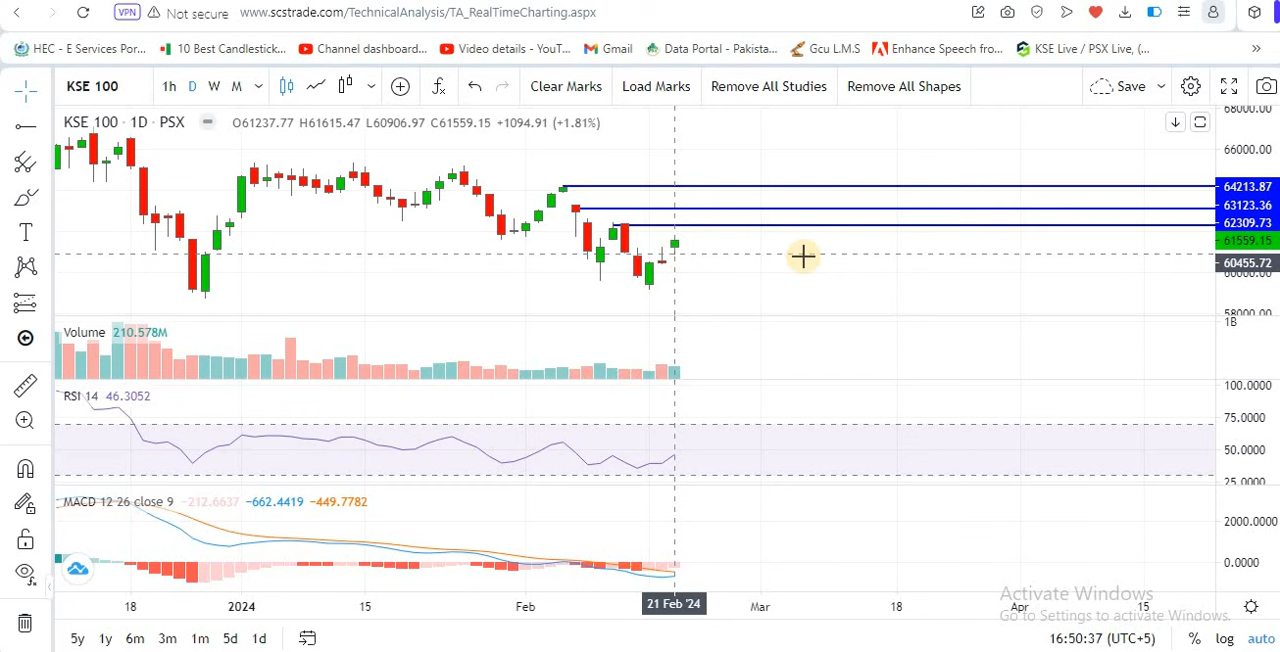 VPN Not secure www.scstrade.com/TechnicalAnalysis/TA_RealTimeCharting.aspx
HEC - E Services Por... 10 Best Candlestick... Channel dashboard... Video details - YouT... Gmail Data Portal - Pakista... Gcu L.M.S Enhance Speech fro... KSE Live / PSX Live, (... »
KSE 100 1h D W M Clear Marks Load Marks Remove All Studies Remove All Shapes Save
KSE 100 · 1D · PSX O61237.77 H61615.47 L60906.97 C61559.15 +1094.91 (+1.81%)
68000.00
66000.00
64213.87
63123.36
62309.73
61559.15
60455.72
60000.00
58000.00
Volume 210.578M
1B
RSI 14 46.3052
100.0000
75.0000
50.0000
25.0000
MACD 12 26 close 9 −212.6637 −662.4419 −449.7782
2000.0000
0.0000
18 2024 15 Feb 21 Feb '24 Mar 18 Apr 15
Activate Windows
Go to Settings to activate Windows.
5y 1y 6m 3m 1m 5d 1d 16:50:37 (UTC+5) % log auto